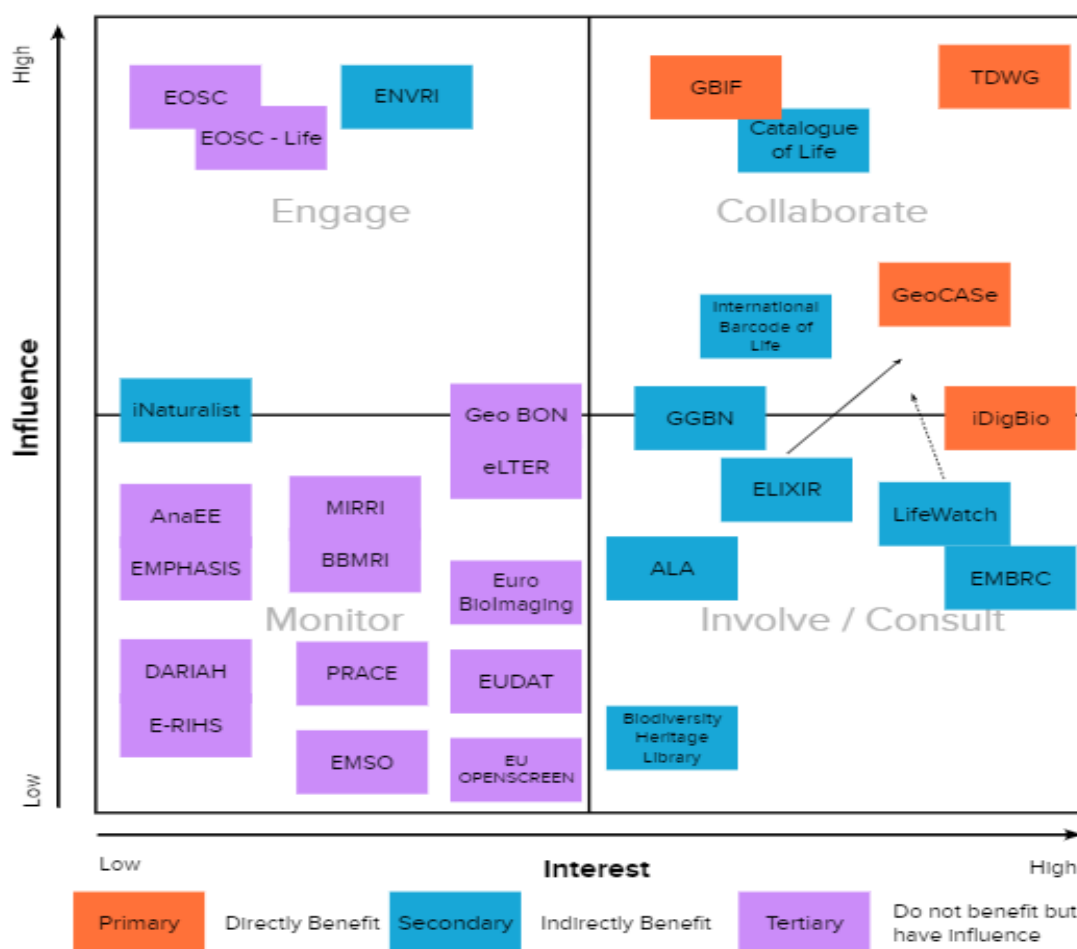 High
EOSC
ENVRI
GBIF
TDWG
EOSC - Life
Catalogue
of Life
Engage
Collaborate
GeoCASe
International
Barcode of
Life
Influence
iNaturalist
Geo BON
GGBN
iDigBio
eLTER
ELIXIR
AnaEE
MIRRI
LifeWatch
EMPHASIS
BBMRI
Euro
BioImaging
ALA
EMBRC
Monitor
Involve / Consult
DARIAH
PRACE
EUDAT
E-RIHS
Biodiversity
Heritage
Library
EMSO
EU
OPENSCREEN
Low
Low
Interest
High
Primary
Directly Benefit
Secondary
Indirectly Benefit
Tertiary
Do not benefit but
have influence